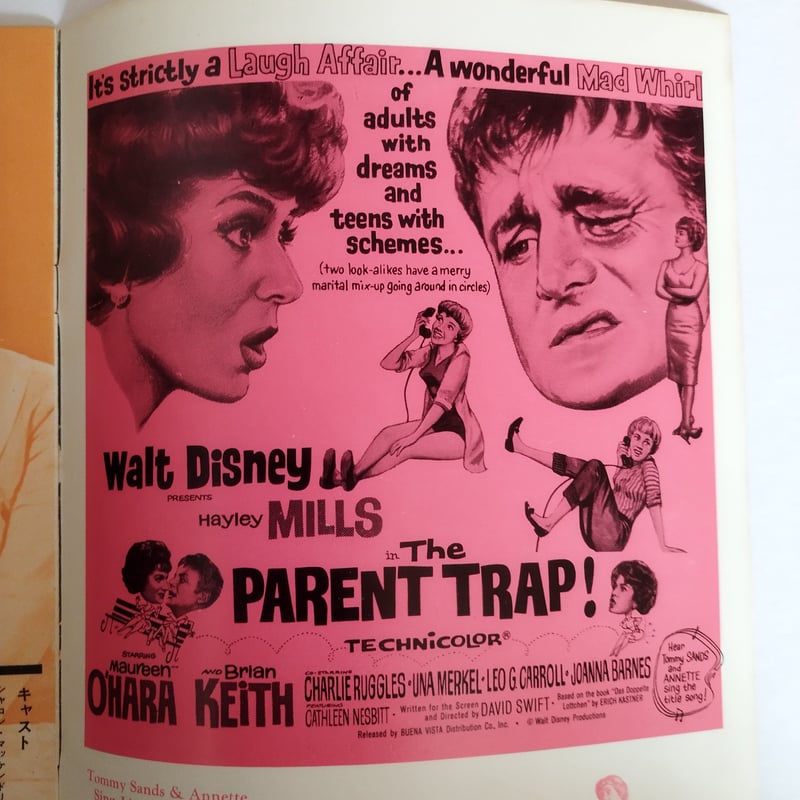 It's strictly a Laugh Affair...A wonderful Mad Whirl
of
adults
with
dreams
and
teens with
schemes...
(two look-alikes have a merry
marital mix-up going around in circles)
Walt Disney
PRESENTS
Hayley MILLS
in The
PARENT TRAP!
TECHNICOLOR®
STARRING
Maureen
O'HARA
AND Brian
KEITH
CO-STARRING
CHARLIE RUGGLES • UNA MERKEL • LEO G. CARROLL • JOANNA BARNES
FEATURING
CATHLEEN NESBITT • Written for the Screen
and Directed by DAVID SWIFT • Based on the book "Das Doppelte
Lottchen" by ERICH KASTNER
Released by BUENA VISTA Distribution Co., Inc. • © Walt Disney Productions
Hear
Tommy SANDS
and
ANNETTE
sing the
title song!
キャスト
Tommy Sands & Annette